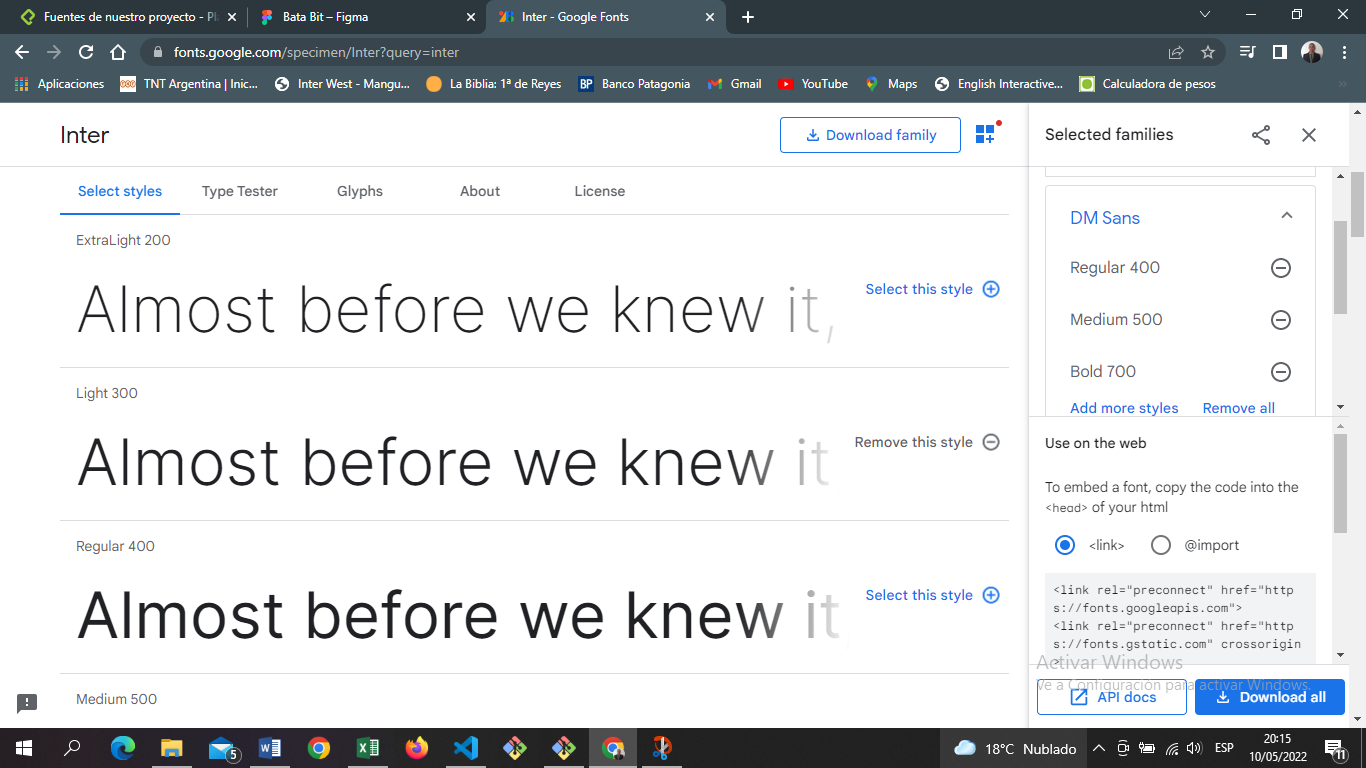 Fuentes de nuestro proyecto - Pl
Bata Bit – Figma
Inter - Google Fonts
fonts.google.com/specimen/Inter?query=inter
Aplicaciones
TNT Argentina | Inic...
Inter West - Mangu...
La Biblia: 1ª de Reyes
BP Banco Patagonia
Gmail
YouTube
Maps
English Interactive...
Calculadora de pesos
Inter
Download family
Selected families
Select styles
Type Tester
Glyphs
About
License
ExtraLight 200
Almost before we knew it,
Select this style
Light 300
Almost before we knew it
Remove this style
Regular 400
Almost before we knew it
Select this style
Medium 500
DM Sans
Regular 400
Medium 500
Bold 700
Add more styles
Remove all
Use on the web
To embed a font, copy the code into the
<head> of your html
<link>
@import
<link rel="preconnect" href="http
s://fonts.googleapis.com">
<link rel="preconnect" href="http
s://fonts.gstatic.com" crossorigin
>
Activar Windows
Ve a Configuración para activar Windows.
API docs
Download all
5
18°C Nublado
ESP
20:15
10/05/2022
11